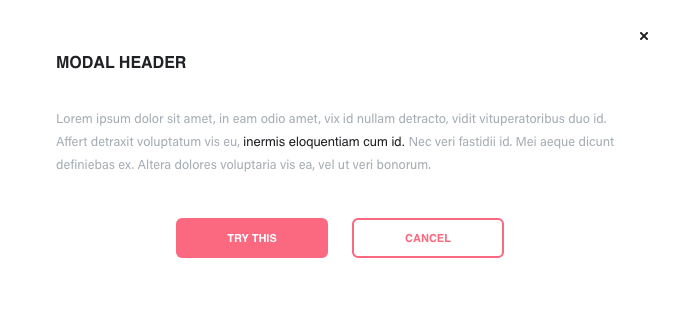 MODAL HEADER
Lorem ipsum dolor sit amet, in eam odio amet, vix id nullam detracto, vidit vituperatoribus duo id.
Affert detraxit voluptatum vis eu, inermis eloquentiam cum id. Nec veri fastidii id. Mei aeque dicunt
definiebas ex. Altera dolores voluptaria vis ea, vel ut veri bonorum.
TRY THIS
CANCEL